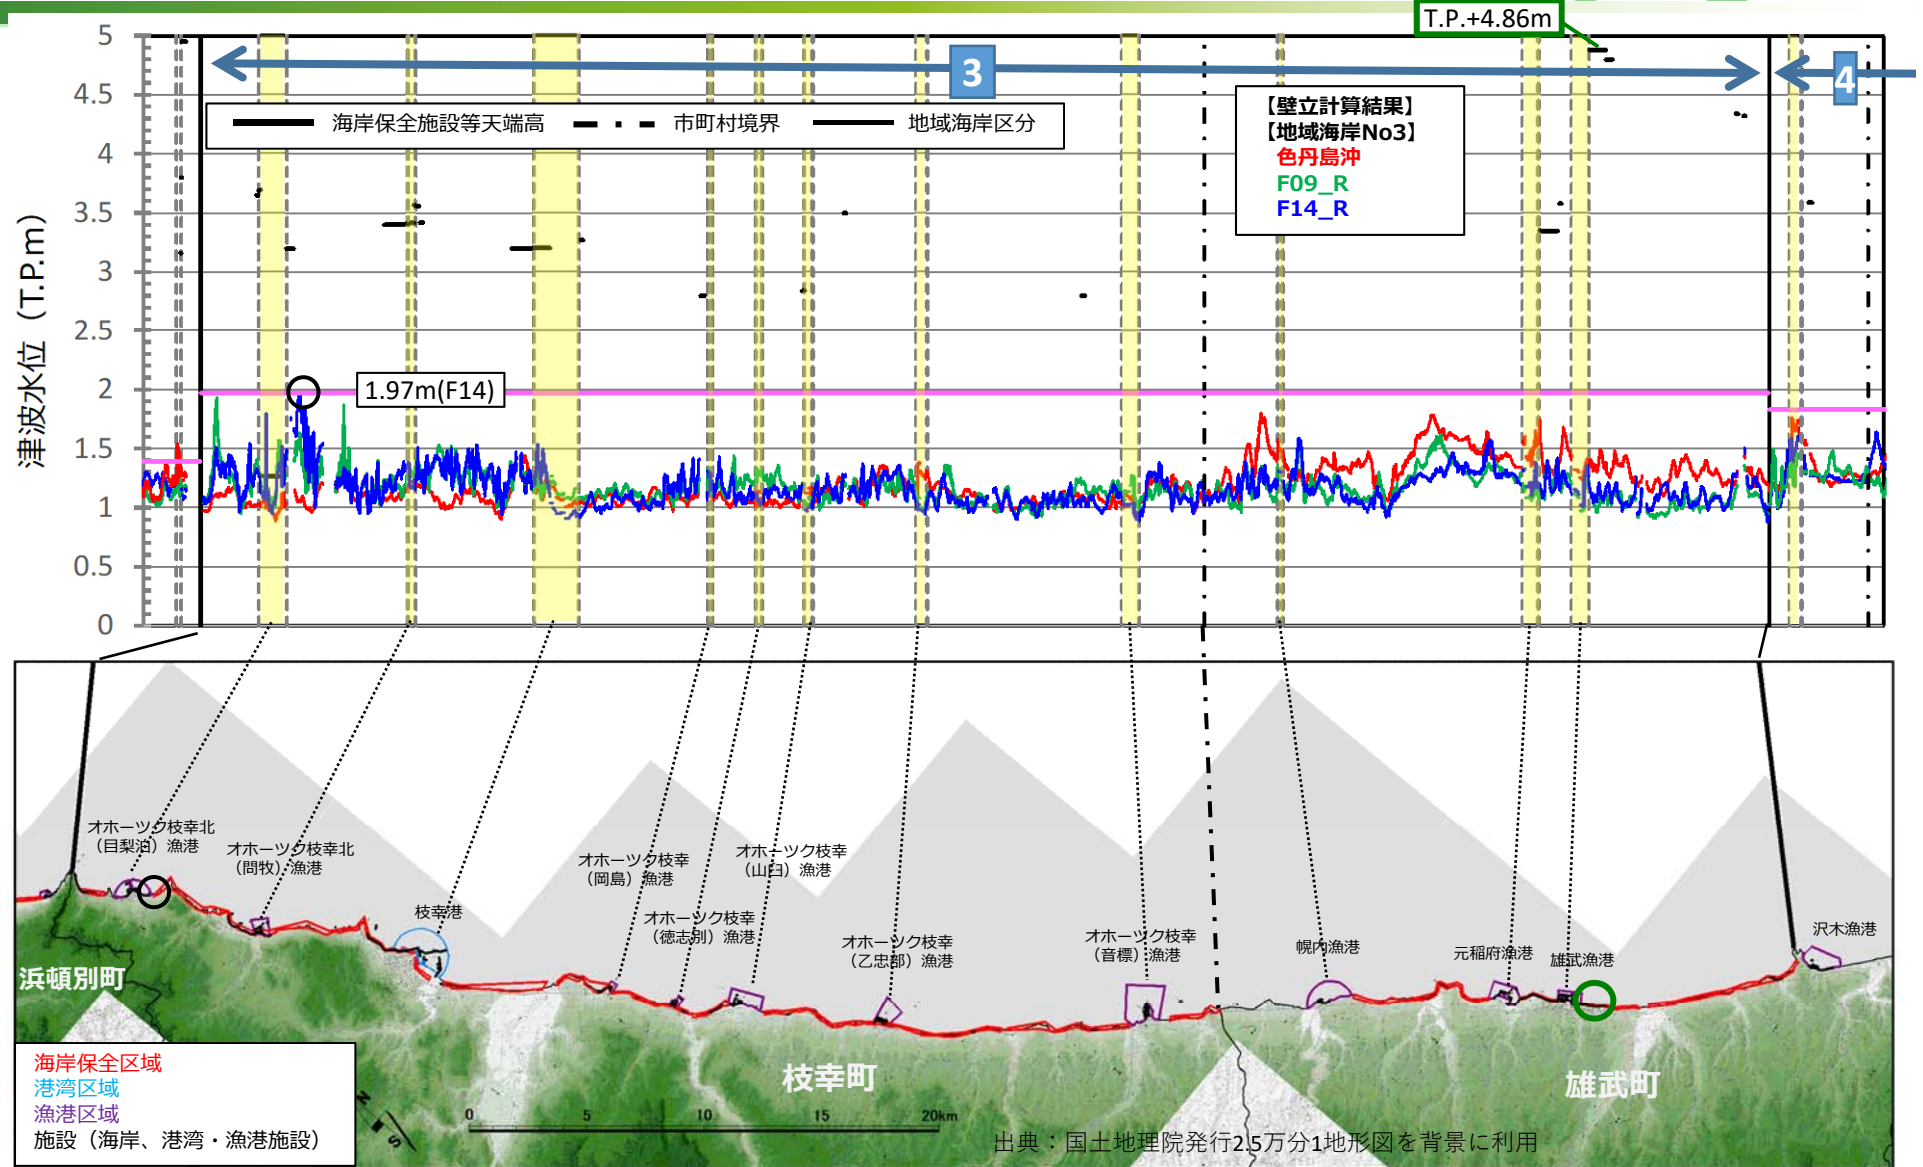 T.P.+4.86m
5
4.5
4
3.5
3
2.5
2
1.5
1
0.5
0
津波水位（T.P.m）
3
4
海岸保全施設等天端高
市町村境界
地域海岸区分
【壁立計算結果】
【地域海岸No3】
色丹島沖
F09_R
F14_R
1.97m(F14)
オホーツク枝幸北
（目梨泊）漁港
オホーツク枝幸北
（問牧）漁港
枝幸港
オホーツク枝幸
（岡島）漁港
オホーツク枝幸
（徳志別）漁港
オホーツク枝幸
（山臼）漁港
オホーツク枝幸
（乙忠部）漁港
オホーツク枝幸
（音標）漁港
幌内漁港
元稲府漁港
雄武漁港
沢木漁港
浜頓別町
枝幸町
雄武町
海岸保全区域
港湾区域
漁港区域
施設（海岸、港湾・漁港施設）
N
S
0 5 10 15 20km
出典：国土地理院発行2.5万分1地形図を背景に利用